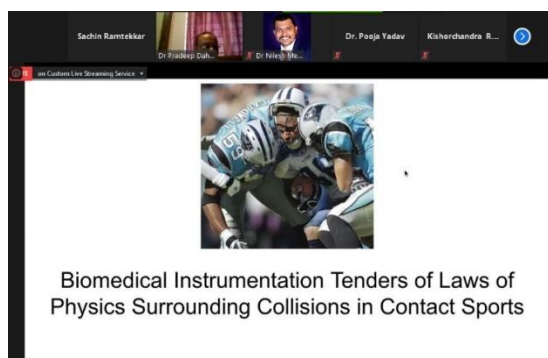 Sachin Ramtekkar
Dr Pradeep Dah...
Dr Nilesh Me...
Dr. Pooja Yadav
Kishorchandra R...
on Custom Live Streaming Service
59
Biomedical Instrumentation Tenders of Laws of
Physics Surrounding Collisions in Contact Sports